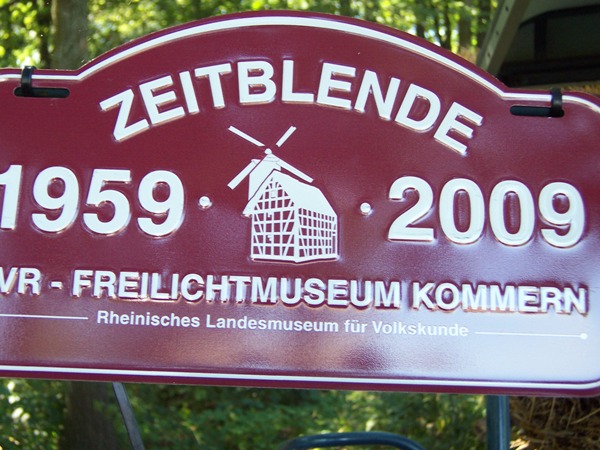 ZEITBLENDE
1959 · 2009
VR - FREILICHTMUSEUM KOMMERN
Rheinisches Landesmuseum für Volkskunde